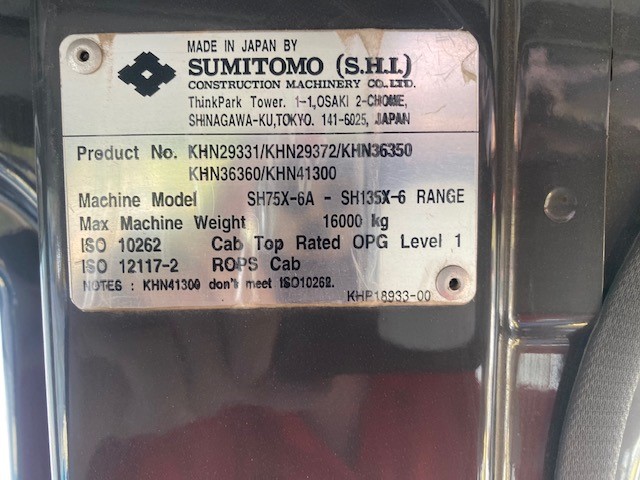 MADE IN JAPAN BY
SUMITOMO (S.H.I.)
CONSTRUCTION MACHINERY CO.,LTD.
ThinkPark Tower. 1-1,OSAKI 2-CHOME,
SHINAGAWA-KU,TOKYO. 141-6025, JAPAN
Product No. KHN29331/KHN29372/KHN36350
KHN36360/KHN41300
Machine Model SH75X-6A - SH135X-6 RANGE
Max Machine Weight 16000 kg
ISO 10262 Cab Top Rated OPG Level 1
ISO 12117-2 ROPS Cab
NOTES : KHN41300 don't meet ISO10262.
KHP18933-00